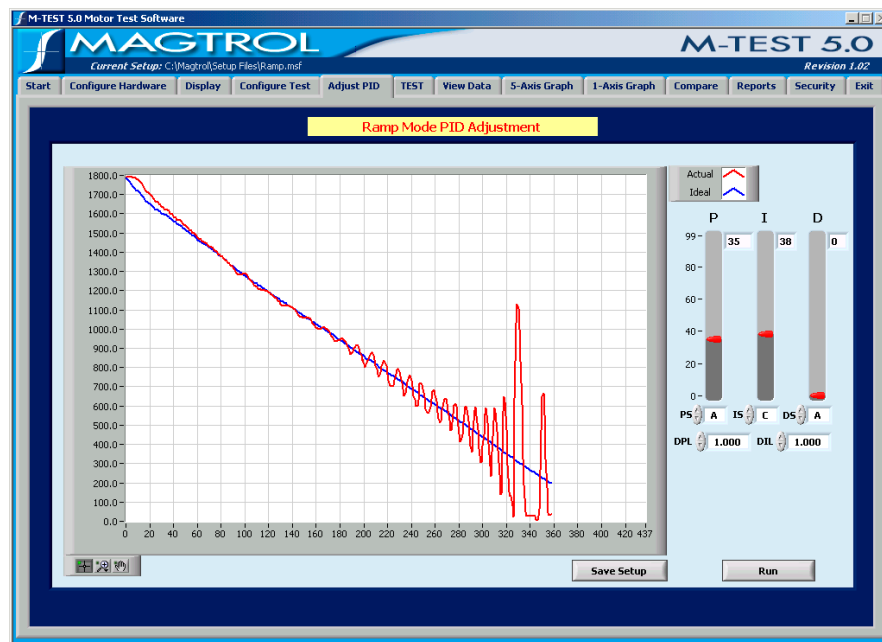 M-TEST 5.0 Motor Test Software
MAGTROL
M-TEST 5.0
Current Setup: C:\Magtrol\Setup Files\Ramp.msf
Revision 1.02
Start Configure Hardware Display Configure Test Adjust PID TEST View Data 5-Axis Graph 1-Axis Graph Compare Reports Security Exit
Ramp Mode PID Adjustment
1800.0
1700.0
1600.0
1500.0
1400.0
1300.0
1200.0
1100.0
1000.0
900.0
800.0
700.0
600.0
500.0
400.0
300.0
200.0
100.0
0.0
0 20 40 60 80 100 120 140 160 180 200 220 240 260 280 300 320 340 360 380 400 420 437
Actual
Ideal
P I D
99
80
60
40
20
0
35 38 0
PS A IS C DS A
DPL 1.000 DIL 1.000
Save Setup Run